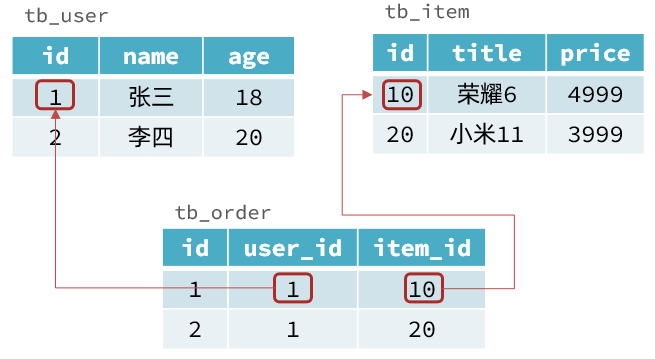 tb_user
id name age
1 张三 18
2 李四 20
tb_item
id title price
10 荣耀6 4999
20 小米11 3999
tb_order
id user_id item_id
1 1 10
2 1 20